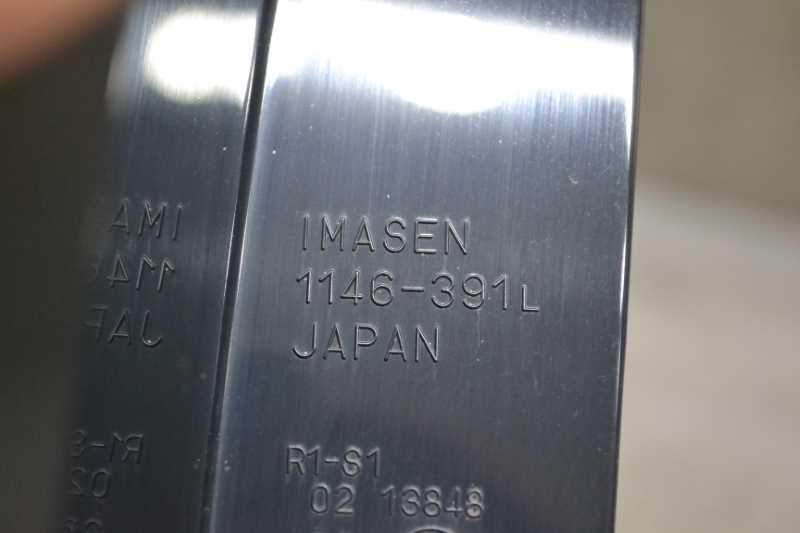 IMASEN
1146-391L
JAPAN
R1-S1
02 13848